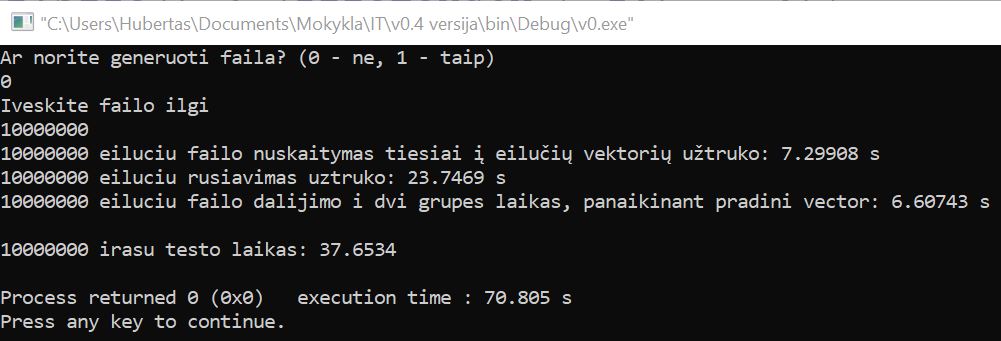 "C:\Users\Hubertas\Documents\Mokykla\IT\v0.4 versija\bin\Debug\v0.exe"
Ar norite generuoti faila? (0 - ne, 1 - taip)
0
Iveskite failo ilgi
10000000
10000000 eiluciu failo nuskaitymas tiesiai į eilučių vektorių užtruko: 7.29908 s
10000000 eiluciu rusiavimas uztruko: 23.7469 s
10000000 eiluciu failo dalijimo i dvi grupes laikas, panaikinant pradini vector: 6.60743 s
10000000 irasu testo laikas: 37.6534
Process returned 0 (0x0)   execution time : 70.805 s
Press any key to continue.